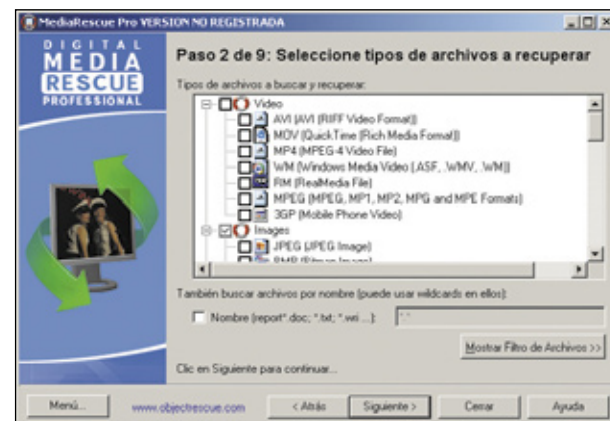 MediaRescue Pro VERSION NO REGISTRADA
DIGITAL
MEDIA
RESCUE
PROFESSIONAL
Paso 2 de 9: Seleccione tipos de archivos a recuperar
Tipos de archivos a buscar y recuperar:
Video
AVI (AVI (RIFF Video Format))
MOV (QuickTime (Rich Media Format))
MP4 (MPEG-4 Video File)
WM (Windows Media Video (.ASF, .WMV, .WM))
RM (RealMedia File)
MPEG (MPEG, MP1, MP2, MPG and MPE Formats)
3GP (Mobile Phone Video)
Images
JPEG (JPEG Image)
BMP (Bitmap Image)
También buscar archivos por nombre (puede usar wildcards en ellos):
Nombre (report*.doc; *.txt; *.wri ...):
*.*
Mostrar Filtro de Archivos >>
Clic en Siguiente para continuar...
Menú...
www.objectrescue.com
< Atrás
Siguiente >
Cerrar
Ayuda